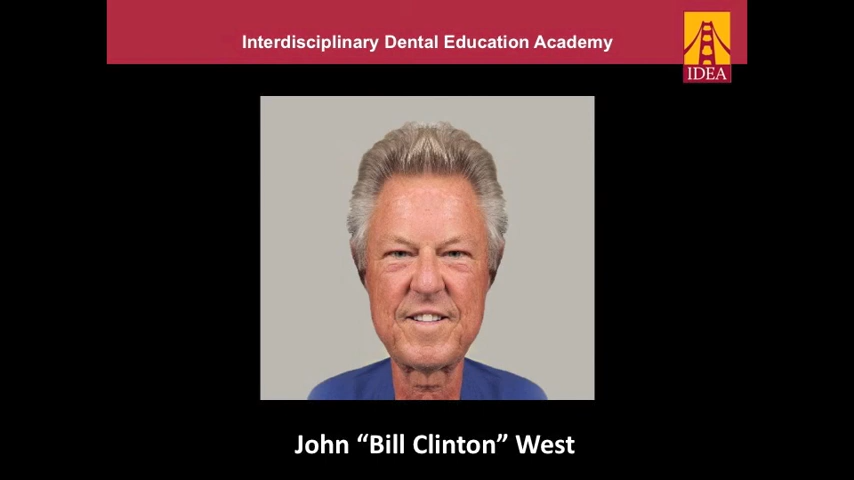 Interdisciplinary Dental Education Academy
IDEA
John “Bill Clinton” West